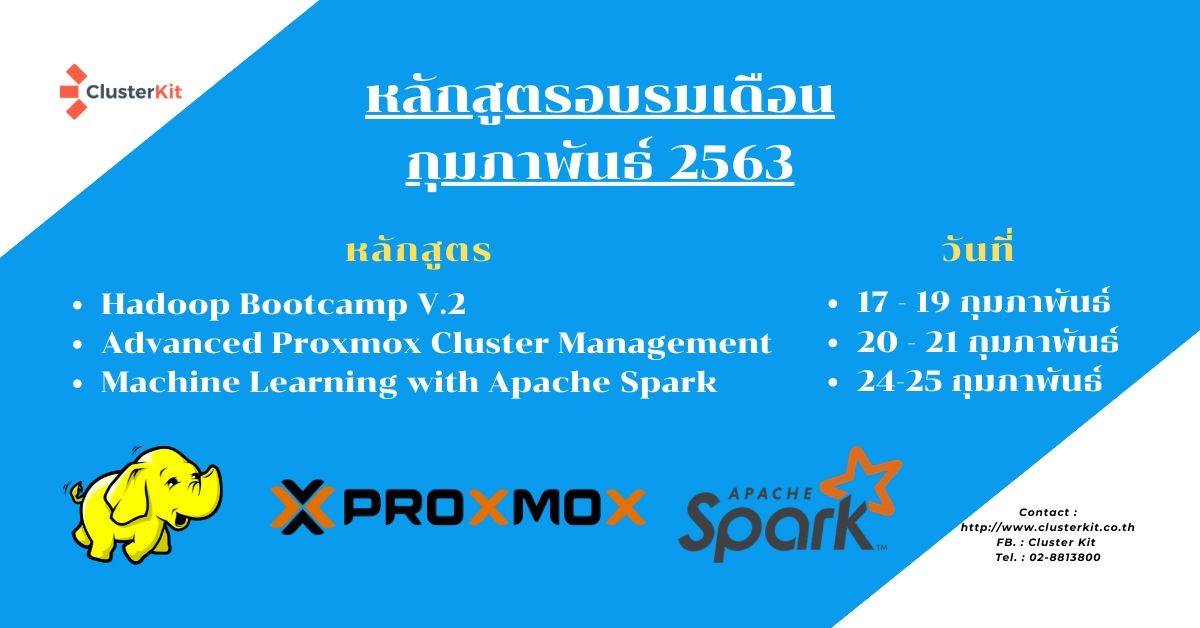 ClusterKit
หลักสูตรอบรมเดือน
กุมภาพันธ์ 2563
หลักสูตร
• Hadoop Bootcamp V.2
• Advanced Proxmox Cluster Management
• Machine Learning with Apache Spark
วันที่
• 17 - 19 กุมภาพันธ์
• 20 - 21 กุมภาพันธ์
• 24-25 กุมภาพันธ์
PROXMOX
APACHE
Spark™
Contact :
http://www.clusterkit.co.th
FB. : Cluster Kit
Tel. : 02-8813800